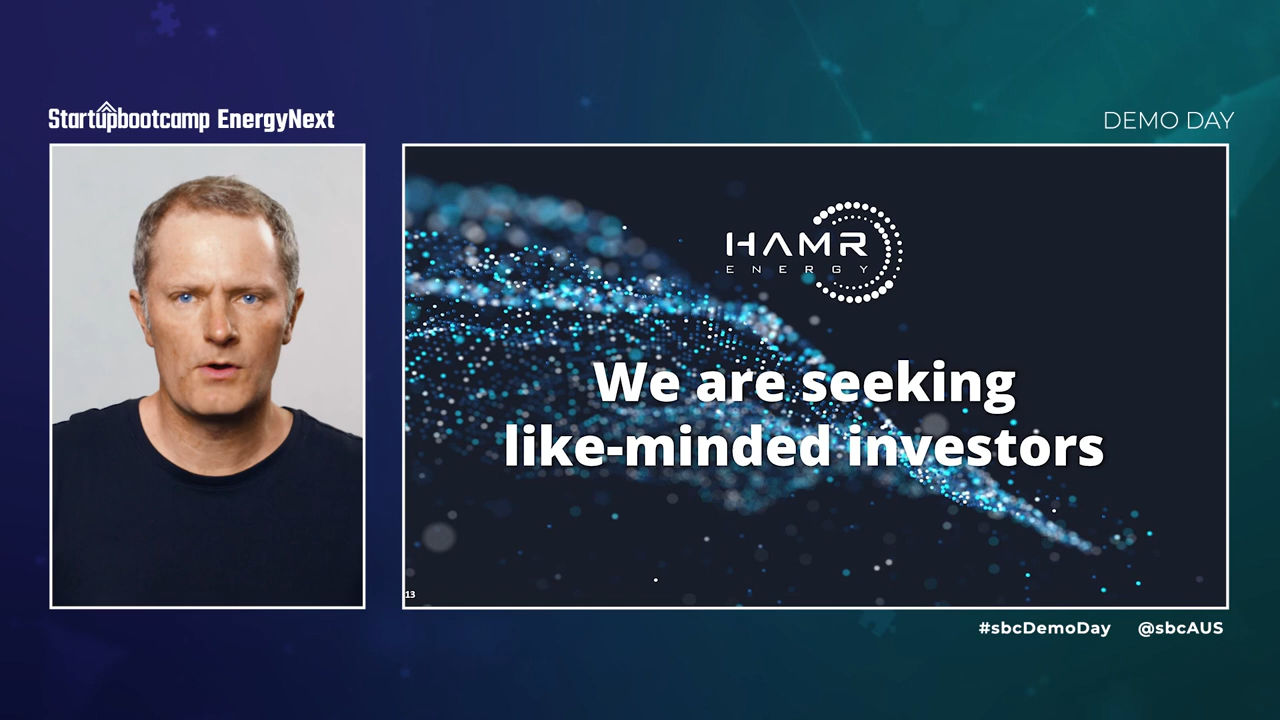 Startupbootcamp EnergyNext
DEMO DAY
HAMR
ENERGY
We are seeking
like-minded investors
13
#sbcDemoDay @sbcAUS